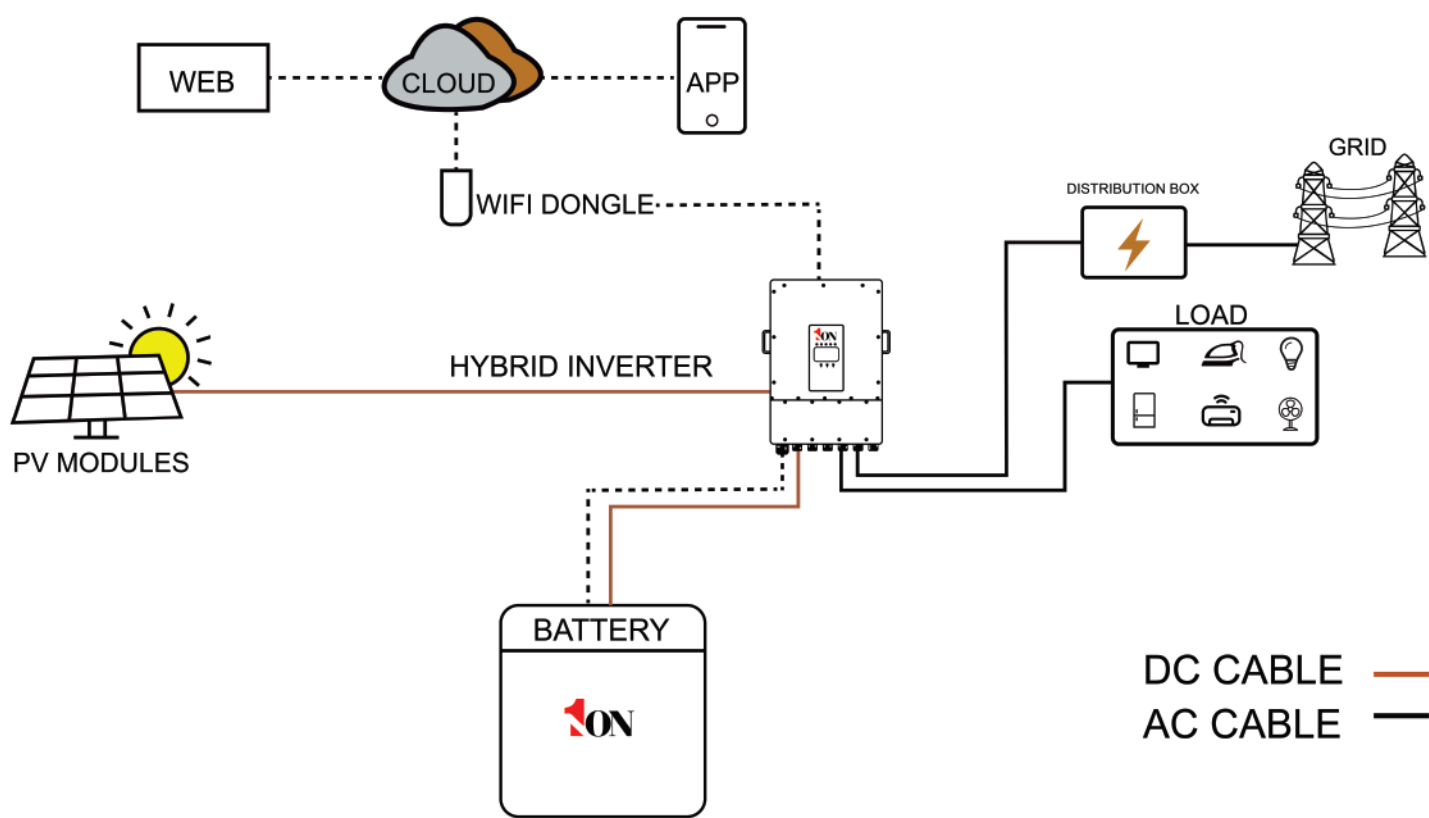 WEB
CLOUD
APP
GRID
WIFI DONGLE
DISTRIBUTION BOX
LOAD
1ON
HYBRID INVERTER
PV MODULES
BATTERY
1ON
DC CABLE
AC CABLE